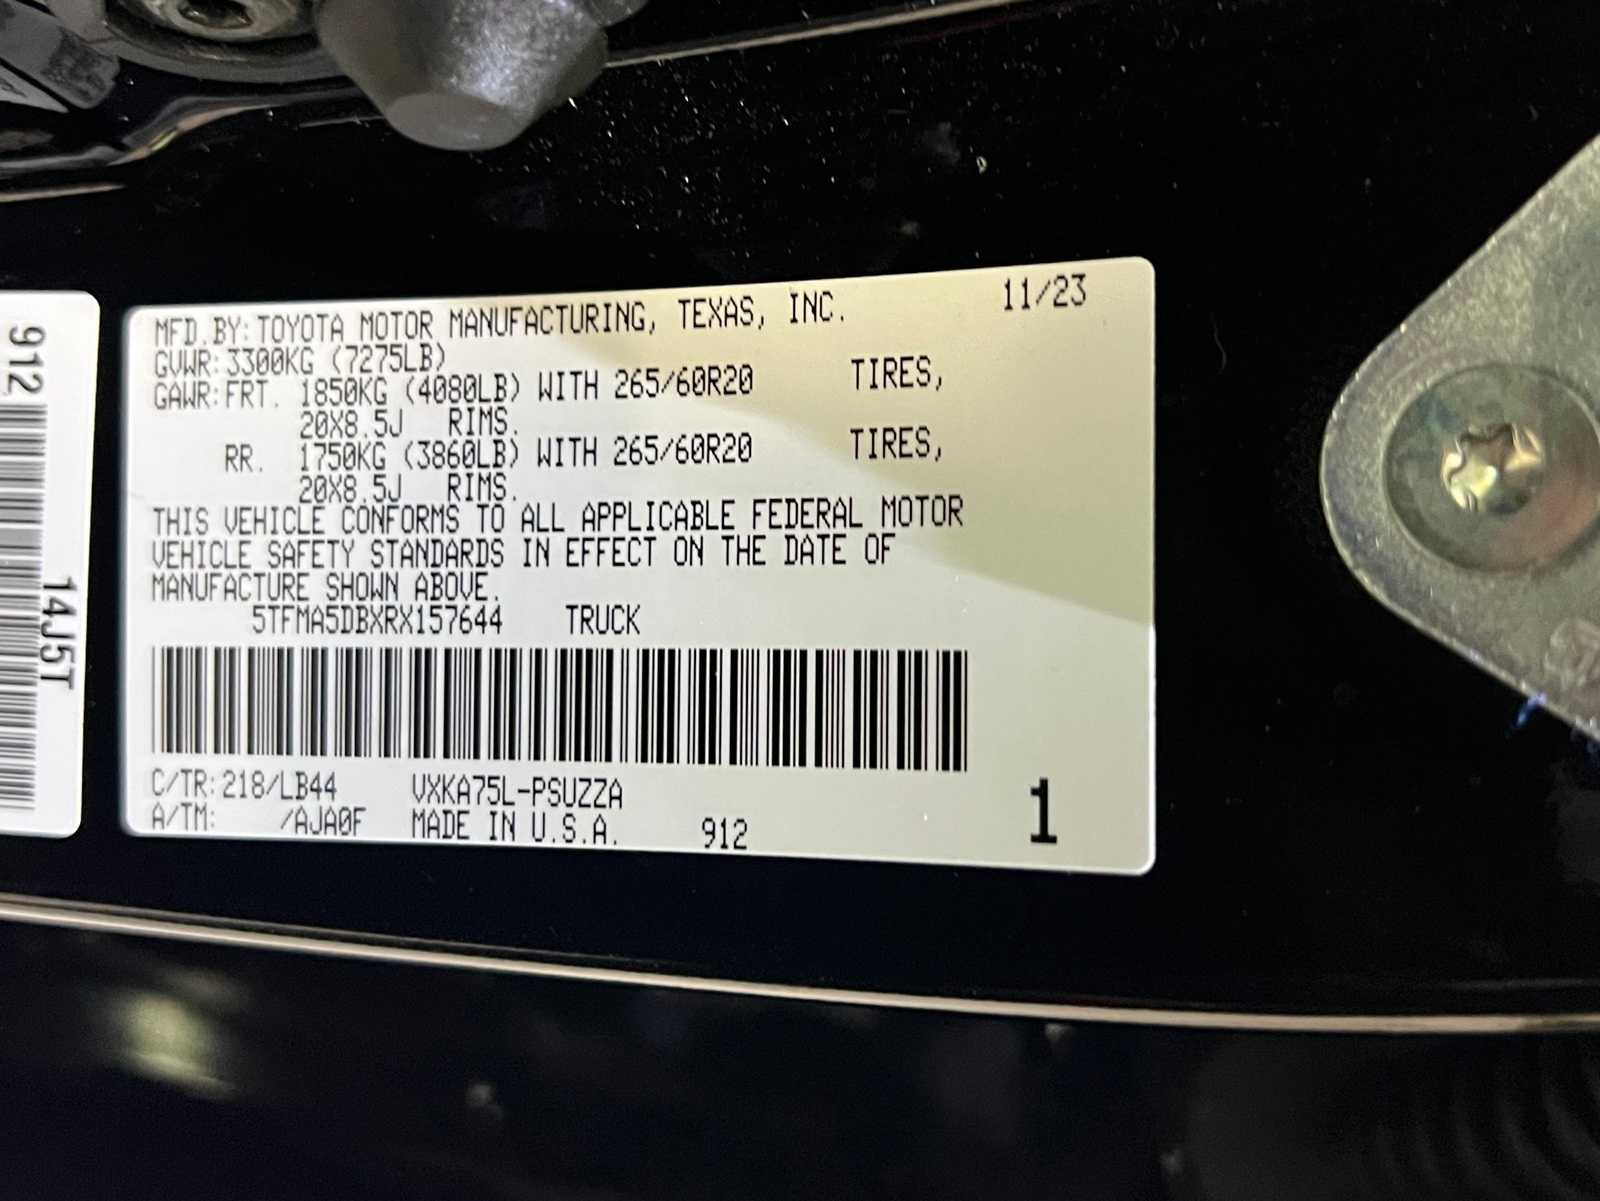 MFD.BY: TOYOTA MOTOR MANUFACTURING, TEXAS, INC. 11/23
GVWR: 3300KG (7275LB)
GAWR: FRT. 1850KG (4080LB) WITH 265/60R20 TIRES,
20X8.5J RIMS.
RR. 1750KG (3860LB) WITH 265/60R20 TIRES,
20X8.5J RIMS.
THIS VEHICLE CONFORMS TO ALL APPLICABLE FEDERAL MOTOR
VEHICLE SAFETY STANDARDS IN EFFECT ON THE DATE OF
MANUFACTURE SHOWN ABOVE.
5TFMA5DBXRX157644 TRUCK
C/TR: 218/LB44 VXKA75L-PSUZZA
A/TM: /AJA0F MADE IN U.S.A. 912 1
912
14J5T